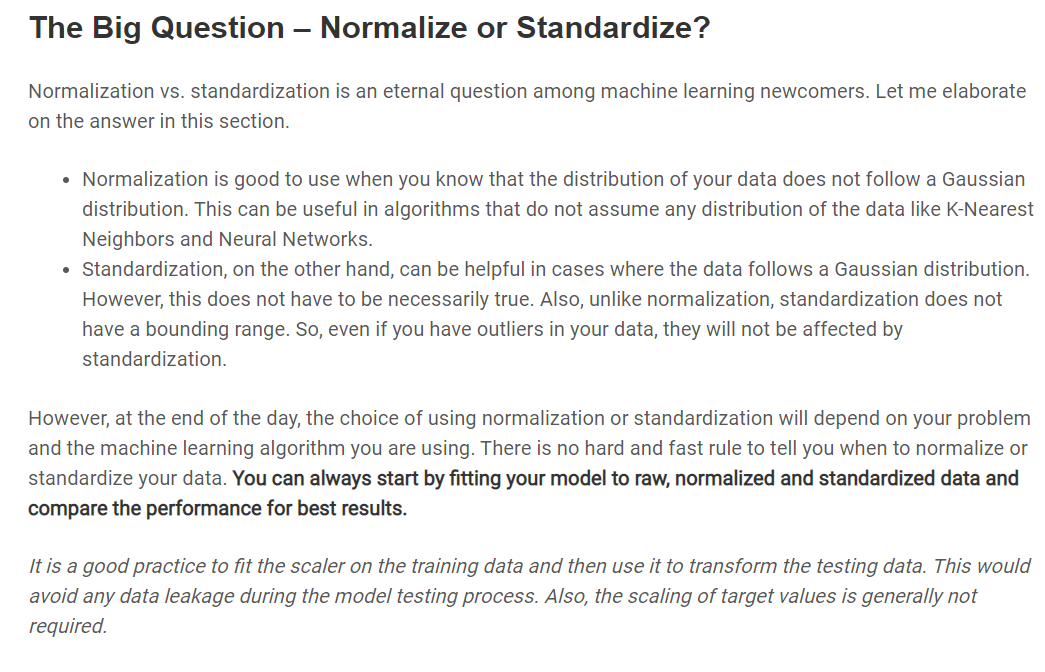 The Big Question – Normalize or Standardize?
Normalization vs. standardization is an eternal question among machine learning newcomers. Let me elaborate
on the answer in this section.
• Normalization is good to use when you know that the distribution of your data does not follow a Gaussian
distribution. This can be useful in algorithms that do not assume any distribution of the data like K-Nearest
Neighbors and Neural Networks.
• Standardization, on the other hand, can be helpful in cases where the data follows a Gaussian distribution.
However, this does not have to be necessarily true. Also, unlike normalization, standardization does not
have a bounding range. So, even if you have outliers in your data, they will not be affected by
standardization.
However, at the end of the day, the choice of using normalization or standardization will depend on your problem
and the machine learning algorithm you are using. There is no hard and fast rule to tell you when to normalize or
standardize your data. You can always start by fitting your model to raw, normalized and standardized data and
compare the performance for best results.
It is a good practice to fit the scaler on the training data and then use it to transform the testing data. This would
avoid any data leakage during the model testing process. Also, the scaling of target values is generally not
required.